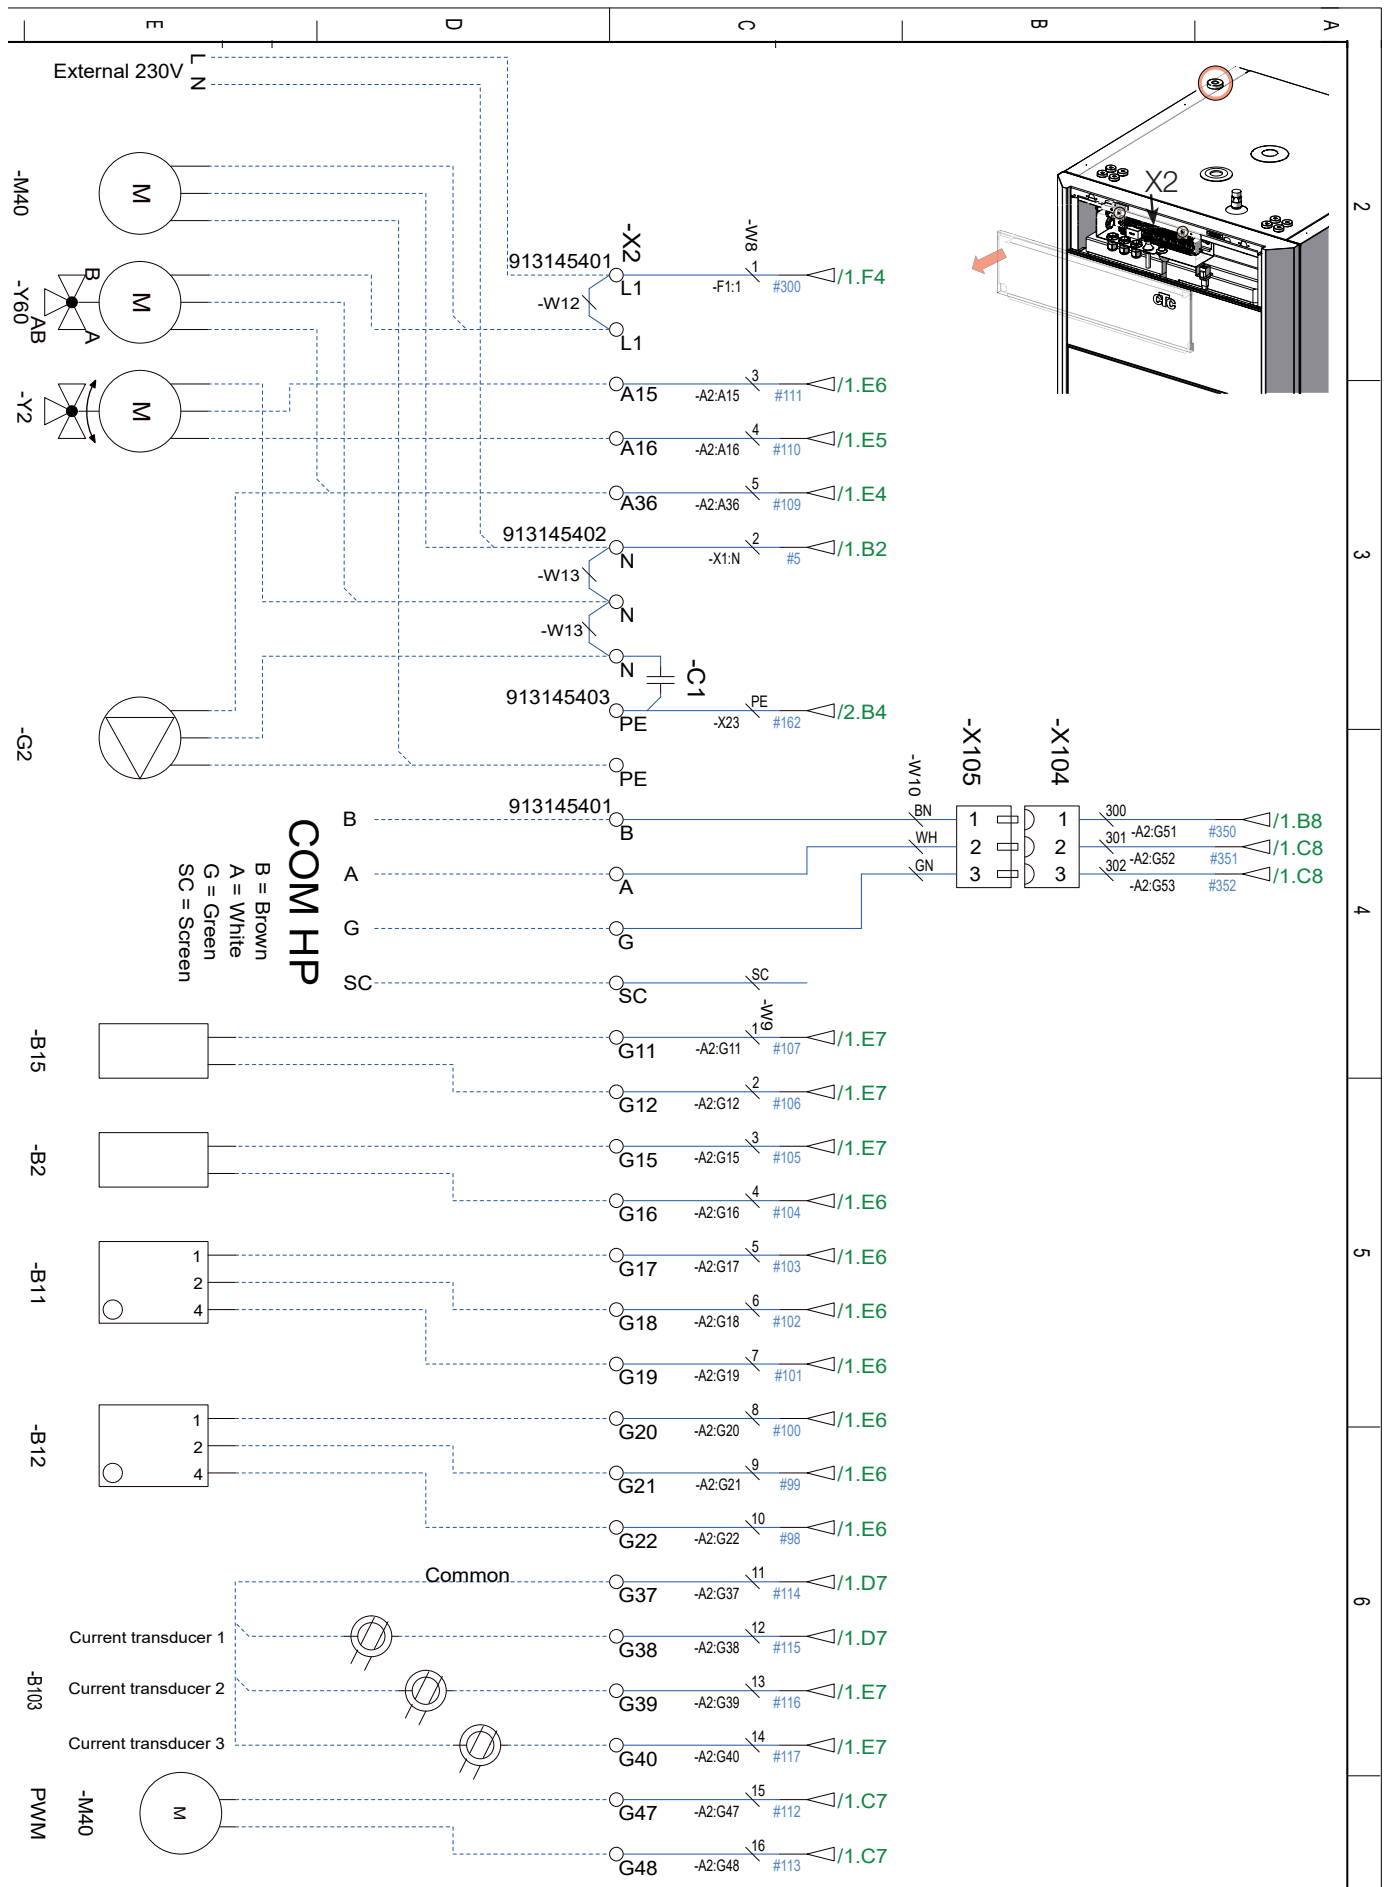 E D C B A
External 230V L
N
-M40
M
-Y60
B
AB
A
M
-Y2
M
-G2
-X2
-W8
913145401
L1
-W12
L1
1
-F1:1
#300
/1.F4
X2
CTC
2
A15
3
-A2:A15
#111
/1.E6
A16
4
-A2:A16
#110
/1.E5
A36
5
-A2:A36
#109
/1.E4
913145402
N
2
-X1:N
#5
/1.B2
3
-W13
N
-W13
N
-C1
913145403
PE
PE
-X23
#162
/2.B4
PE
-X105
-X104
-W10
B
913145401
B
BN
1
1
300
-A2:G51
#350
/1.B8
A
A
WH
2
2
301
-A2:G52
#351
/1.C8
G
G
GN
3
3
302
-A2:G53
#352
/1.C8
4
SC
SC
SC
COM HP
B = Brown
A = White
G = Green
SC = Screen
-W9
-B15
G11
1
-A2:G11
#107
/1.E7
G12
2
-A2:G12
#106
/1.E7
-B2
G15
3
-A2:G15
#105
/1.E7
G16
4
-A2:G16
#104
/1.E6
5
-B11
1
2
4
G17
5
-A2:G17
#103
/1.E6
G18
6
-A2:G18
#102
/1.E6
G19
7
-A2:G19
#101
/1.E6
-B12
1
2
4
G20
8
-A2:G20
#100
/1.E6
G21
9
-A2:G21
#99
/1.E6
G22
10
-A2:G22
#98
/1.E6
Common
G37
11
-A2:G37
#114
/1.D7
6
-B103
Current transducer 1
G38
12
-A2:G38
#115
/1.D7
Current transducer 2
G39
13
-A2:G39
#116
/1.E7
Current transducer 3
G40
14
-A2:G40
#117
/1.E7
PWM
-M40
M
G47
15
-A2:G47
#112
/1.C7
G48
16
-A2:G48
#113
/1.C7